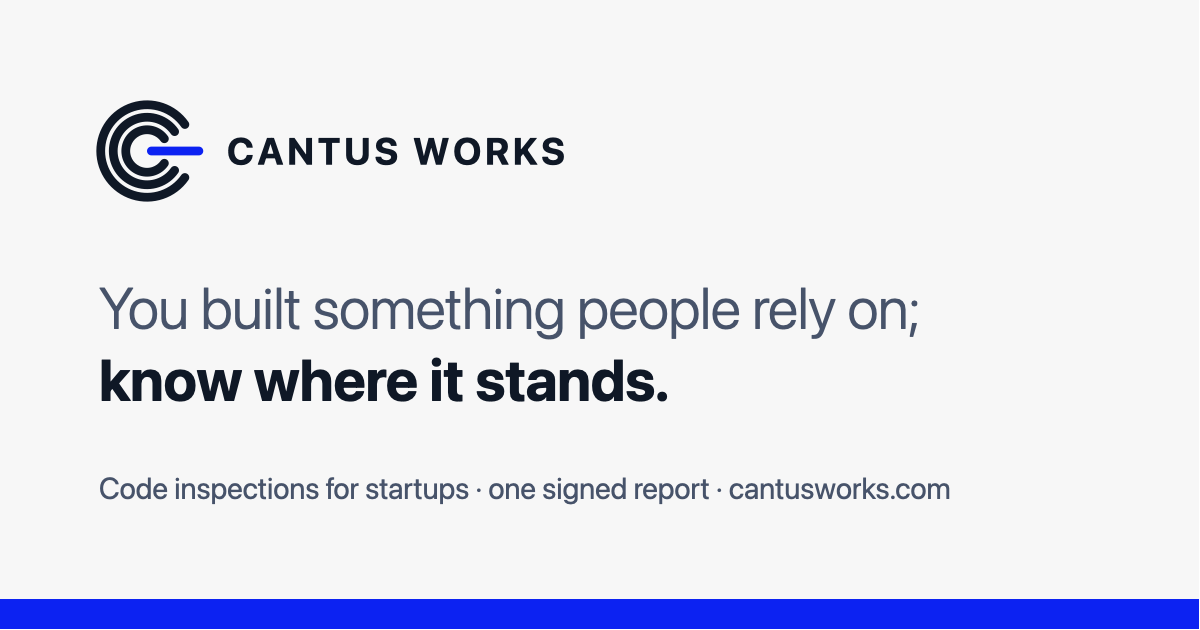 CANTUS WORKS
You built something people rely on;
know where it stands.
Code inspections for startups · one signed report · cantusworks.com